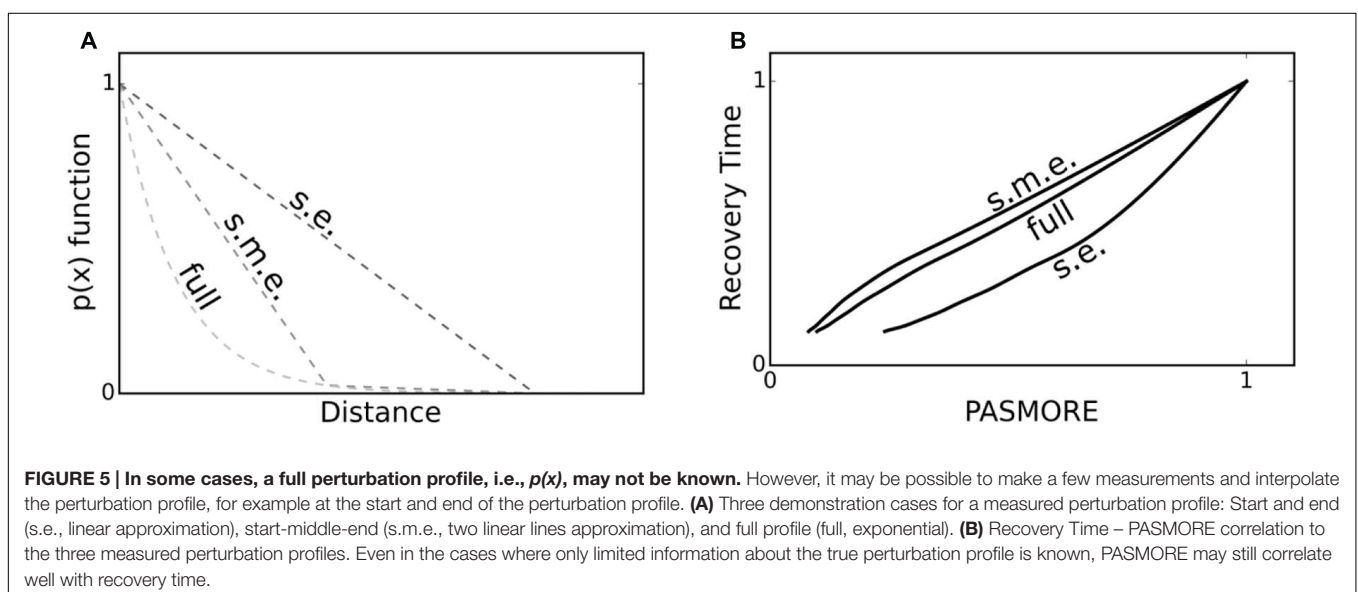 A
1
p(x) function
0
full
s.m.e.
s.e.
Distance
B
1
Recovery Time
0
s.m.e.
full
s.e.
0
1
PASMORE
FIGURE 5 | In some cases, a full perturbation profile, i.e., p(x), may not be known. However, it may be possible to make a few measurements and interpolate
the perturbation profile, for example at the start and end of the perturbation profile. (A) Three demonstration cases for a measured perturbation profile: Start and end
(s.e., linear approximation), start-middle-end (s.m.e., two linear lines approximation), and full profile (full, exponential). (B) Recovery Time – PASMORE correlation to
the three measured perturbation profiles. Even in the cases where only limited information about the true perturbation profile is known, PASMORE may still correlate
well with recovery time.